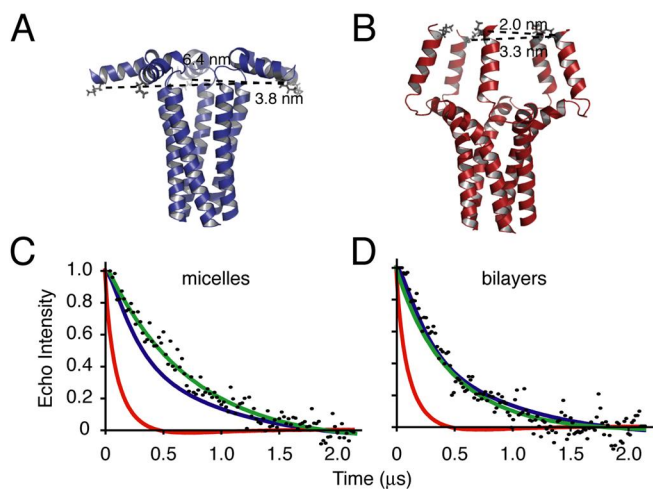 A
B
6.4 nm
3.8 nm
2.0 nm
3.3 nm
C
micelles
D
bilayers
Echo Intensity
1.0
0.8
0.6
0.4
0.2
0
0 0.5 1.0 1.5 2.0
0 0.5 1.0 1.5 2.0
Time (μs)